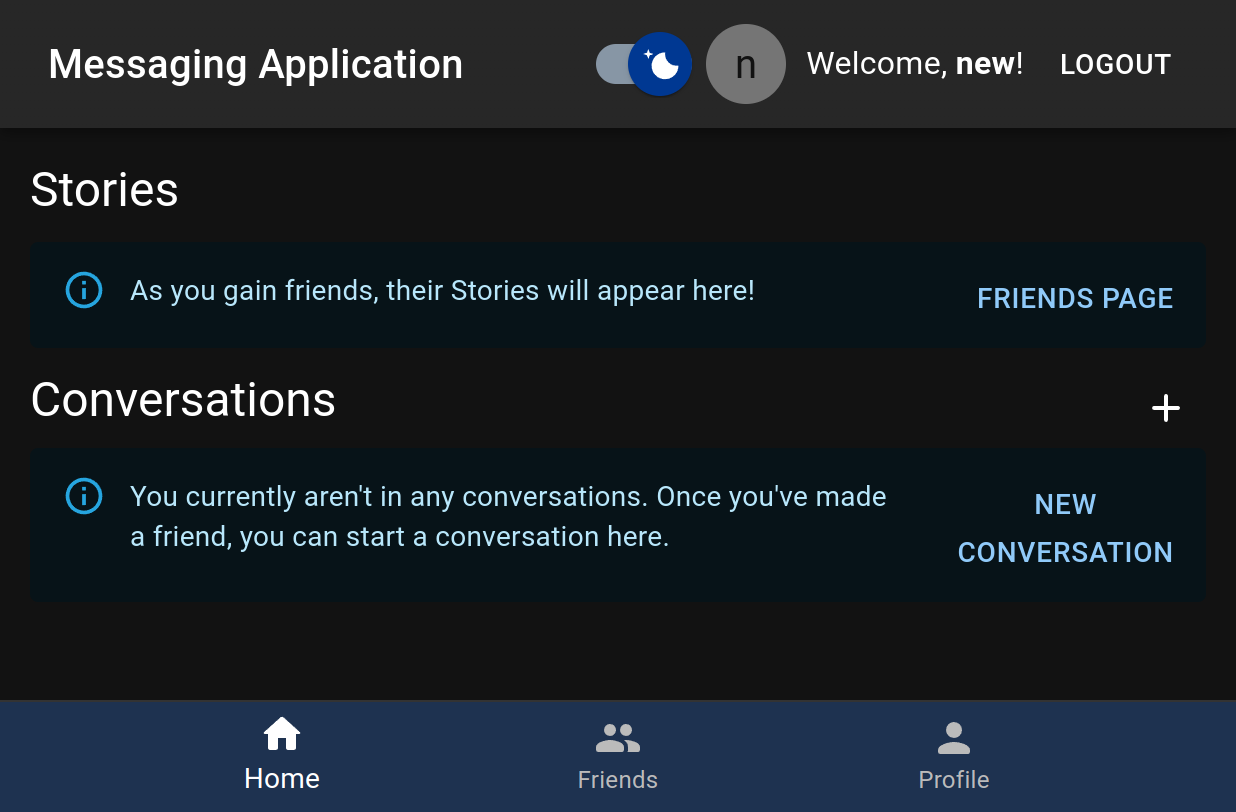 Messaging Application
n
Welcome, new!
LOGOUT
Stories
As you gain friends, their Stories will appear here!
FRIENDS PAGE
Conversations
+
You currently aren't in any conversations. Once you've made
a friend, you can start a conversation here.
NEW
CONVERSATION
Home
Friends
Profile